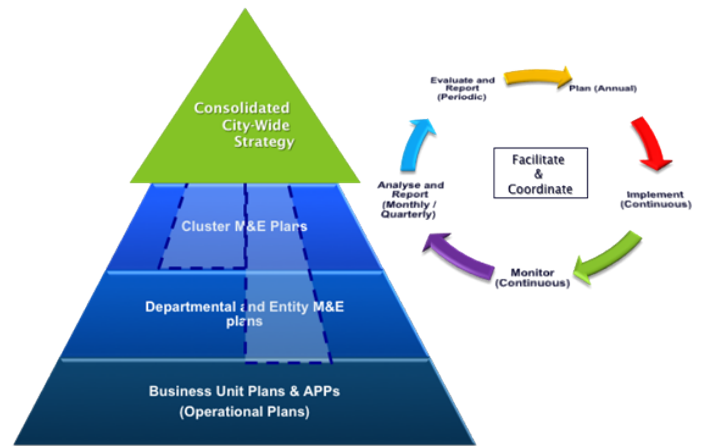 Consolidated
City-Wide
Strategy
Cluster M&E Plans
Departmental and Entity M&E
plans
Business Unit Plans & APPs
(Operational Plans)
Evaluate and
Report
(Periodic)
Plan (Annual)
Implement
(Continuous)
Monitor
(Continuous)
Analyse and
Report
(Monthly /
Quarterly)
Facilitate
&
Coordinate